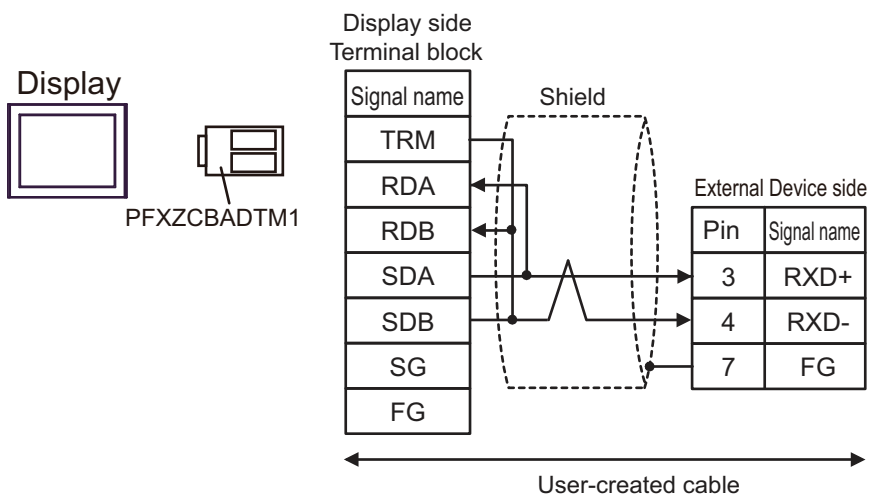 Display
PFXZCBADTM1
Display side
Terminal block
Signal name
TRM
RDA
RDB
SDA
SDB
SG
FG
Shield
External Device side
Pin Signal name
3 RXD+
4 RXD-
7 FG
User-created cable